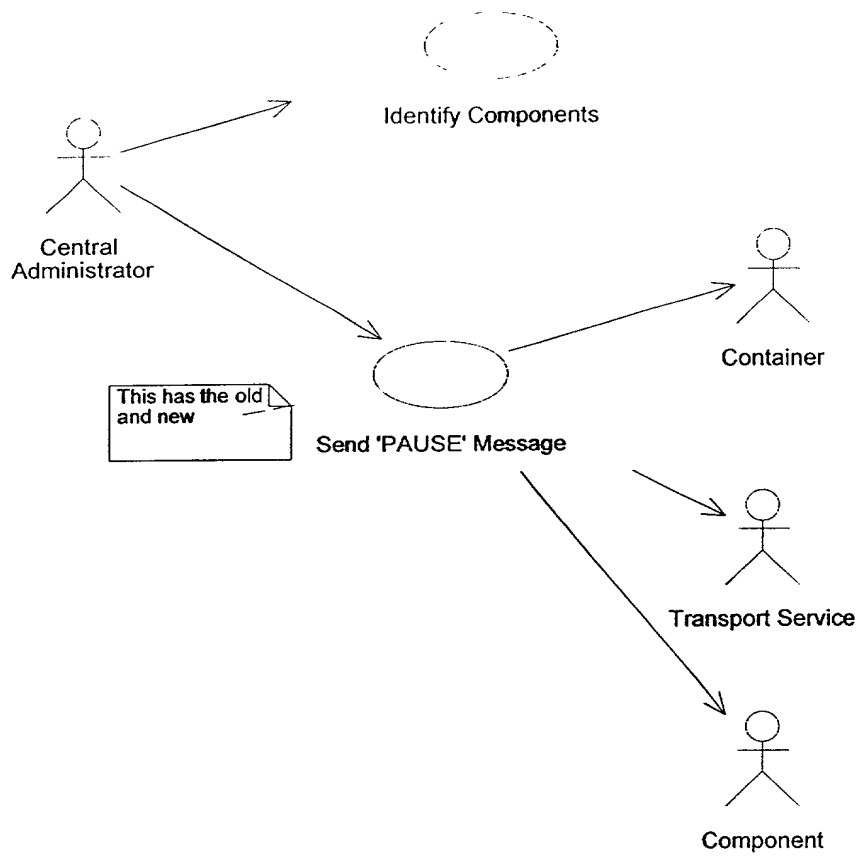 Identify Components
Central
Administrator
Container
This has the old
and new
Send 'PAUSE' Message
Transport Service
Component